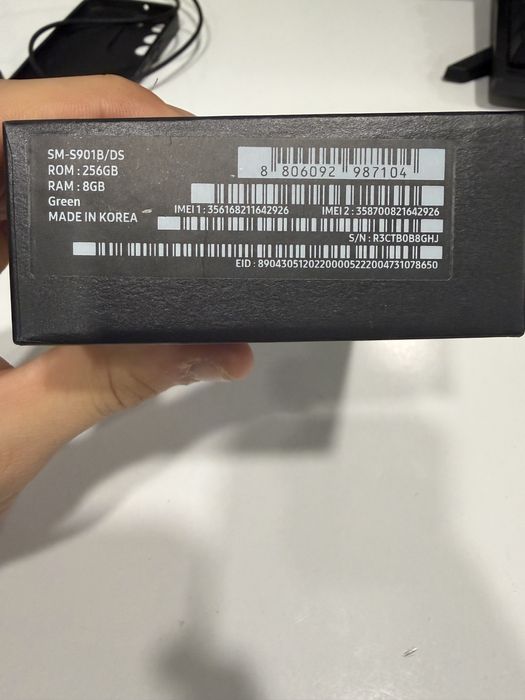 SM-S901B/DS
ROM : 256GB
RAM : 8GB
Green
MADE IN KOREA
8 806092 987104
IMEI 1 : 356168211642926 IMEI 2 : 358700821642926
S/N : R3CTB0B8GHJ
EID : 89043051202200005222004731078650